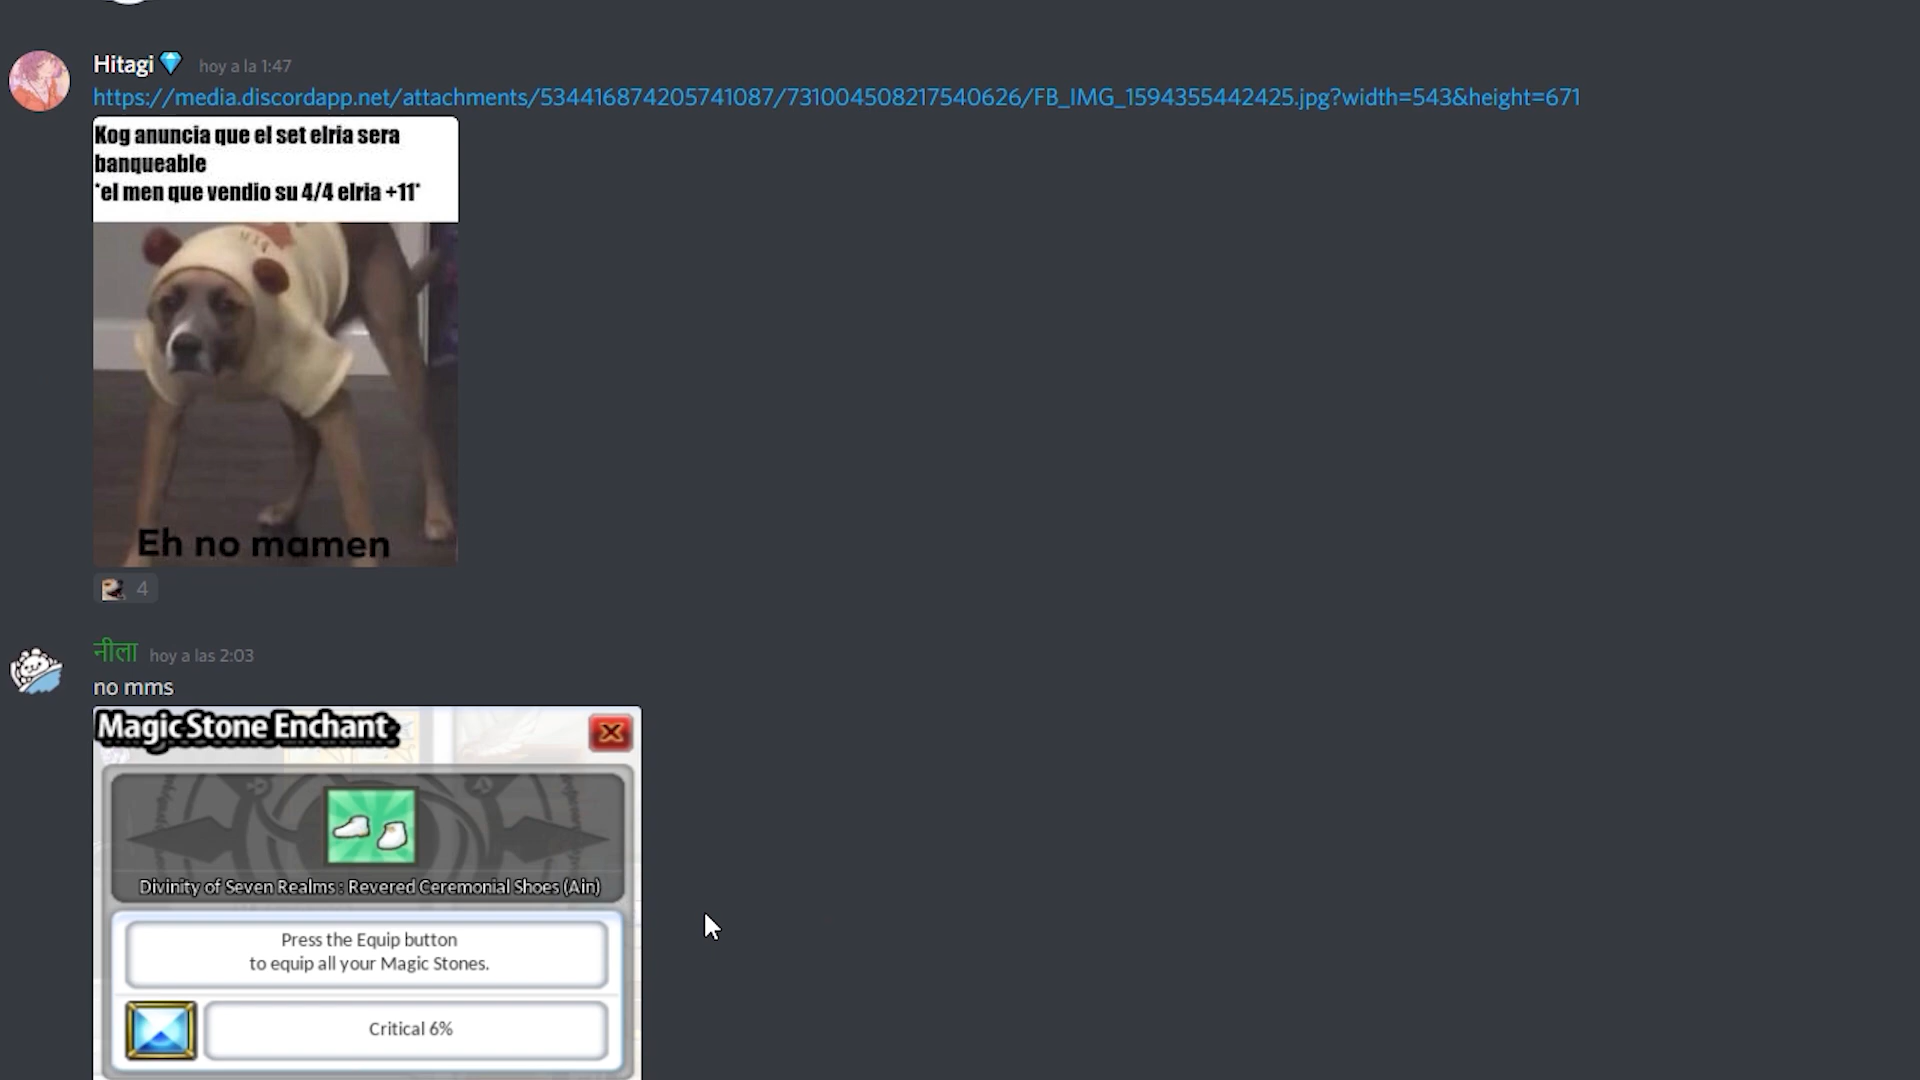 Hitagi hoy a la 1:47
https://media.discordapp.net/attachments/534416874205741087/731004508217540626/FB_IMG_1594355442425.jpg?width=543&height=671
Kog anuncia que el set elria sera
banqueable
*el men que vendio su 4/4 elria +11*
Eh no mamen
4
नीला hoy a las 2:03
no mms
Magic Stone Enchant
Divinity of Seven Realms : Revered Ceremonial Shoes (Ain)
Press the Equip button
to equip all your Magic Stones.
Critical 6%